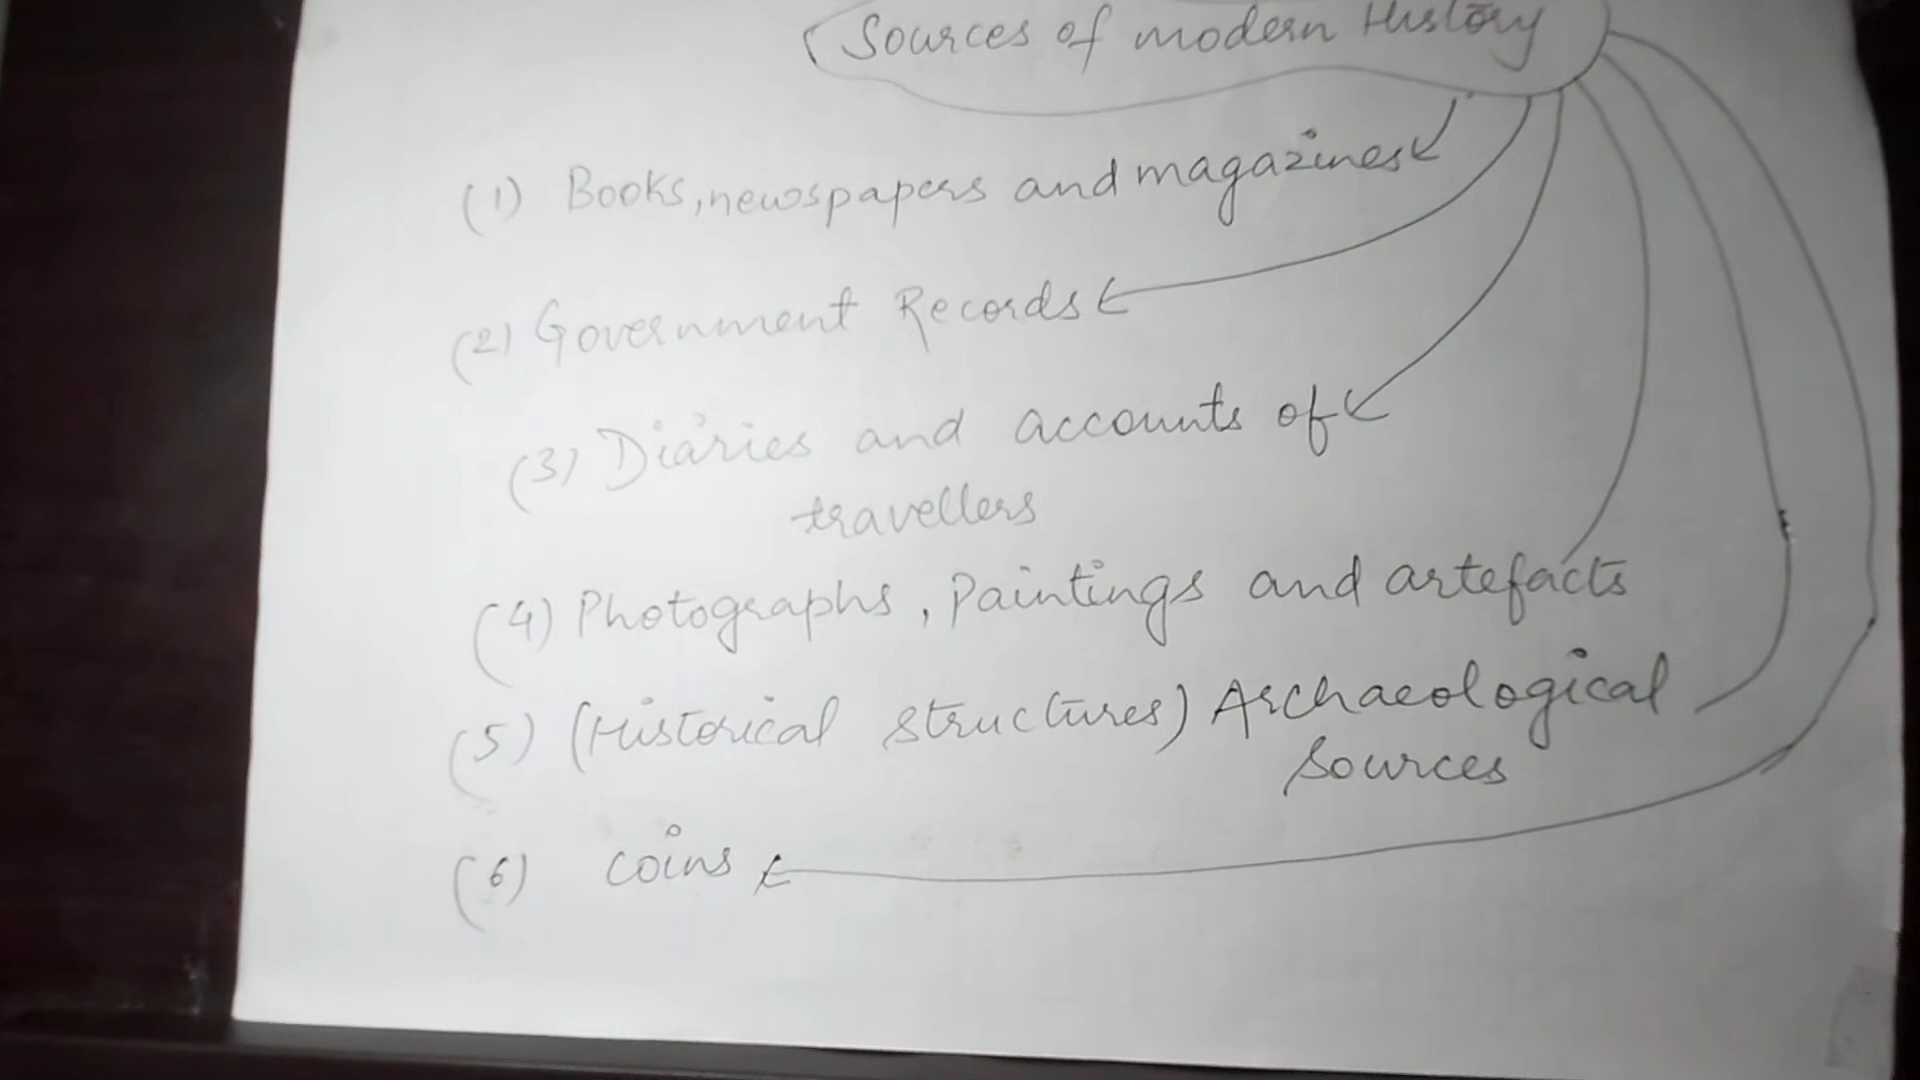 Sources of modern History
(1) Books, newspapers and magazines
(2) Government Records
(3) Diaries and accounts of
travellers
(4) Photographs, Paintings and artefacts
(5) (Historical structures) Archaeological
Sources
(6) coins